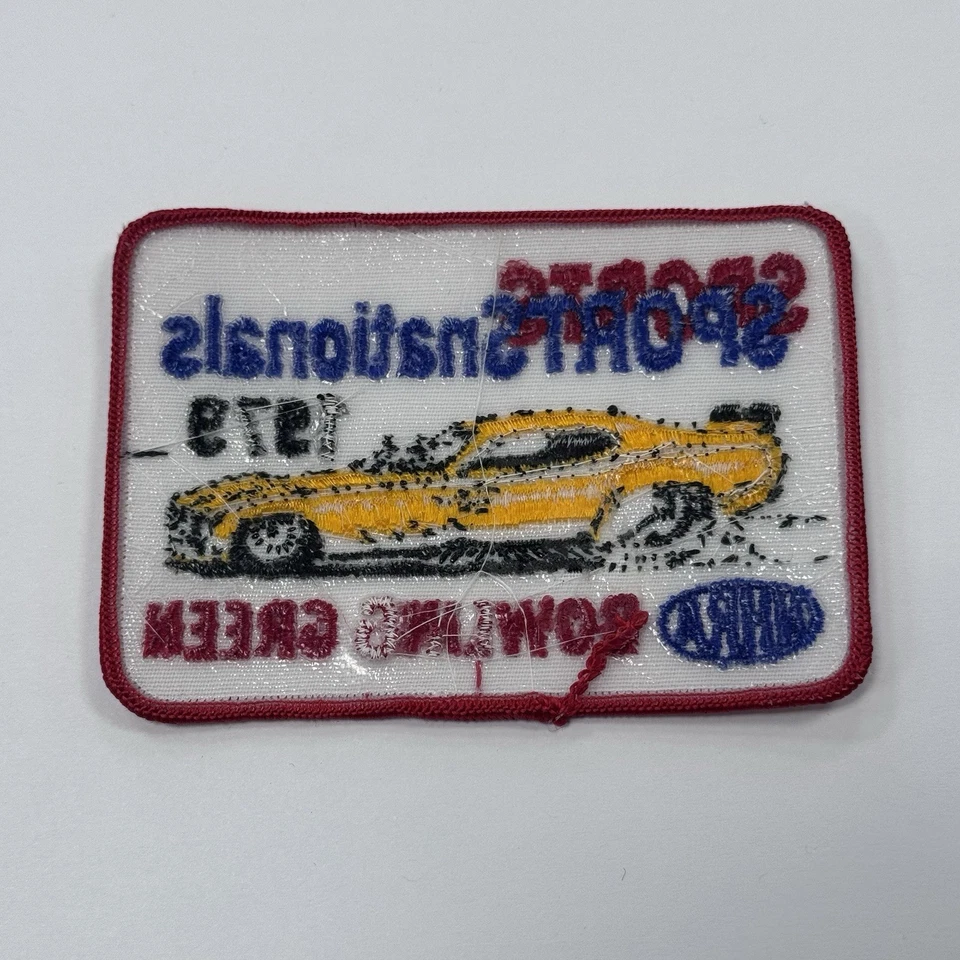 SPORTS
SPORTSnationals
1979
NHRA BOWLING GREEN